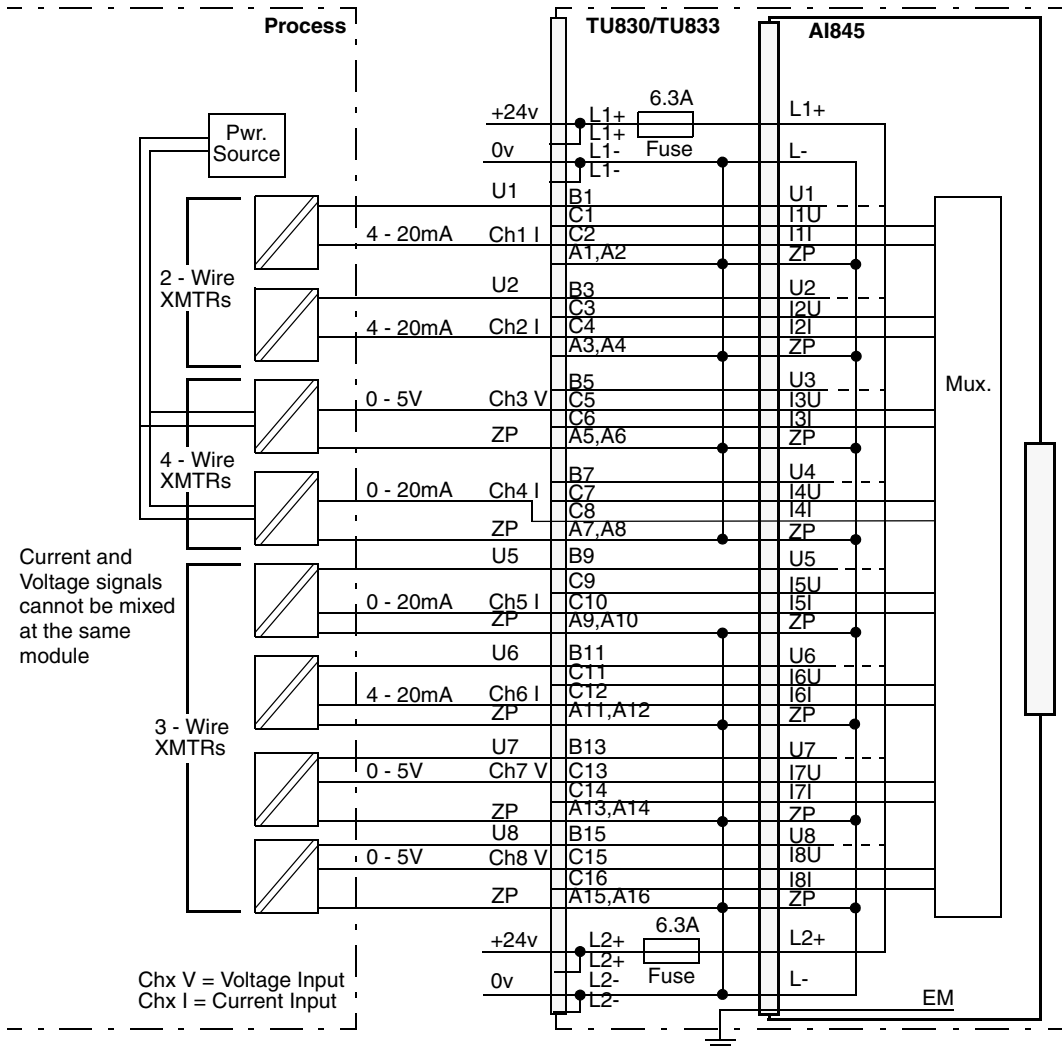 Process
TU830/TU833
AI845
6.3A
+24v
L1+
L1+
L1+
Pwr.
Source
0v
L1-
L1-
Fuse
L-
U1
B1
U1
C1
I1U
4 - 20mA
Ch1 I
C2
I1I
A1,A2
ZP
2 - Wire
XMTRs
U2
B3
U2
C3
I2U
4 - 20mA
Ch2 I
C4
I2I
A3,A4
ZP
Mux.
B5
U3
0 - 5V
Ch3 V
C5
I3U
C6
I3I
ZP
A5,A6
ZP
4 - Wire
XMTRs
B7
U4
0 - 20mA
Ch4 I
C7
I4U
C8
I4I
ZP
A7,A8
ZP
Current and
Voltage signals
cannot be mixed
at the same
module
U5
B9
U5
C9
I5U
0 - 20mA
Ch5 I
C10
I5I
ZP
A9,A10
ZP
U6
B11
U6
C11
I6U
4 - 20mA
Ch6 I
C12
I6I
ZP
A11,A12
ZP
3 - Wire
XMTRs
U7
B13
U7
0 - 5V
Ch7 V
C13
I7U
C14
I7I
ZP
A13,A14
ZP
U8
B15
U8
0 - 5V
Ch8 V
C15
I8U
C16
I8I
ZP
A15,A16
ZP
6.3A
+24v
L2+
L2+
L2+
Fuse
0v
L2-
L2-
L-
Chx V = Voltage Input
Chx I = Current Input
EM